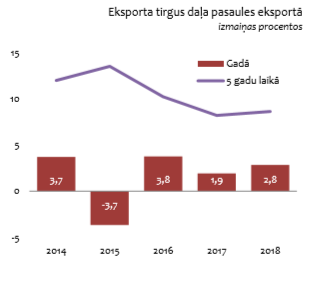 Eksporta tirgus daļa pasaules eksportā
izmaiņas procentos
15
Gadā
5 gadu laikā
10
5
3,7
3,8
1,9
2,8
0
-3,7
-5
2014 2015 2016 2017 2018